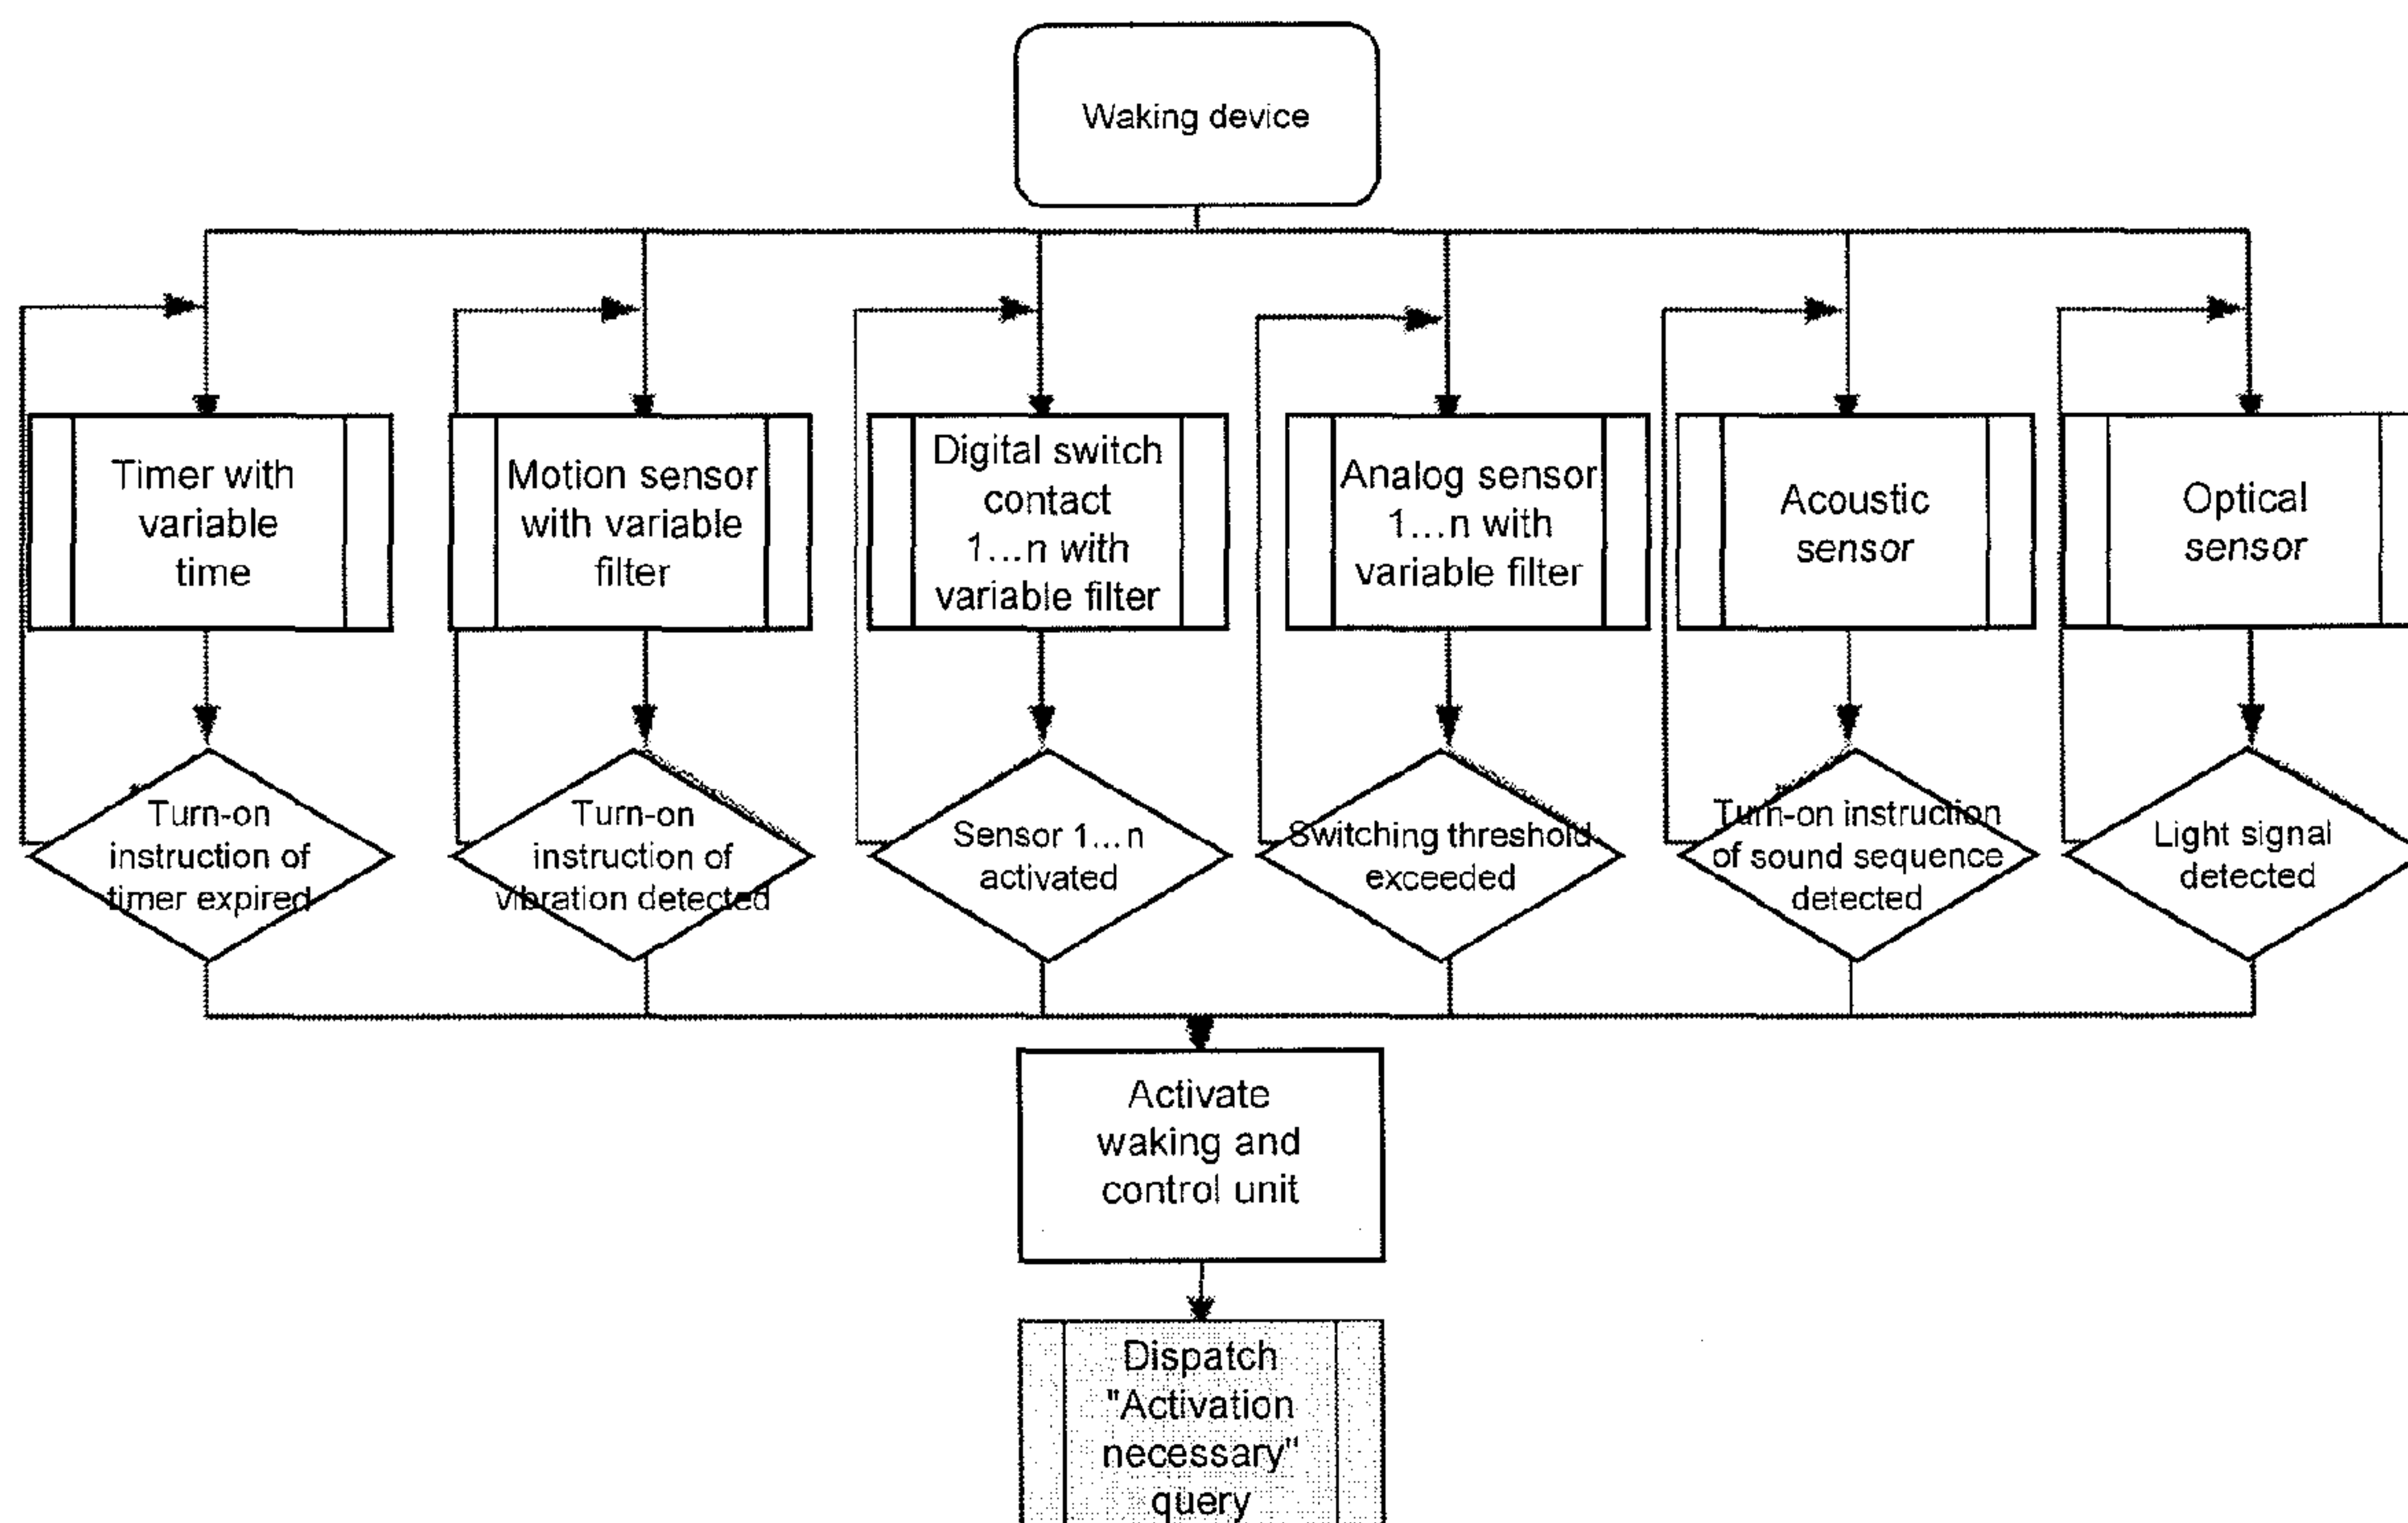 Waking device
Timer with
variable
time
Motion sensor
with variable
filter
Digital switch
contact
1...n with
variable filter
Analog sensor
1...n with
variable filter
Acoustic
sensor
Optical
sensor
Turn-on
instruction of
timer expired
Turn-on
instruction of
vibration detected
Sensor 1...n
activated
Switching threshold
exceeded
Turn-on instruction
of sound sequence
detected
Light signal
detected
Activate
waking and
control unit
Dispatch
"Activation
necessary"
query